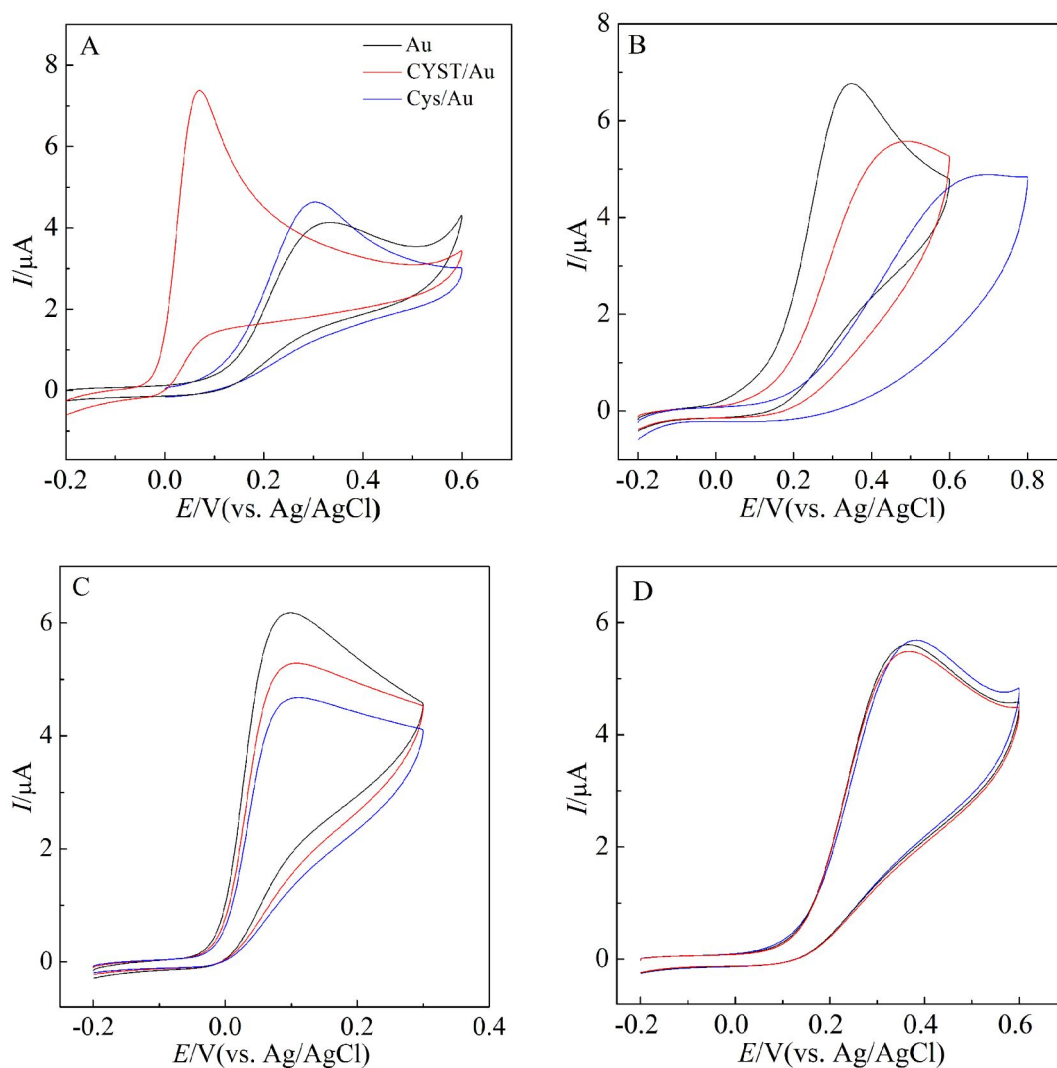 A
Au
CYST/Au
Cys/Au
8
6
4
2
0
I/μA
-0.2 0.0 0.2 0.4 0.6
E/V(vs. Ag/AgCl)
B
8
6
4
2
0
I/μA
-0.2 0.0 0.2 0.4 0.6 0.8
E/V(vs. Ag/AgCl)
C
6
4
2
0
I/μA
-0.2 0.0 0.2 0.4
E/V(vs. Ag/AgCl)
D
6
4
2
0
I/μA
-0.2 0.0 0.2 0.4 0.6
E/V(vs. Ag/AgCl)